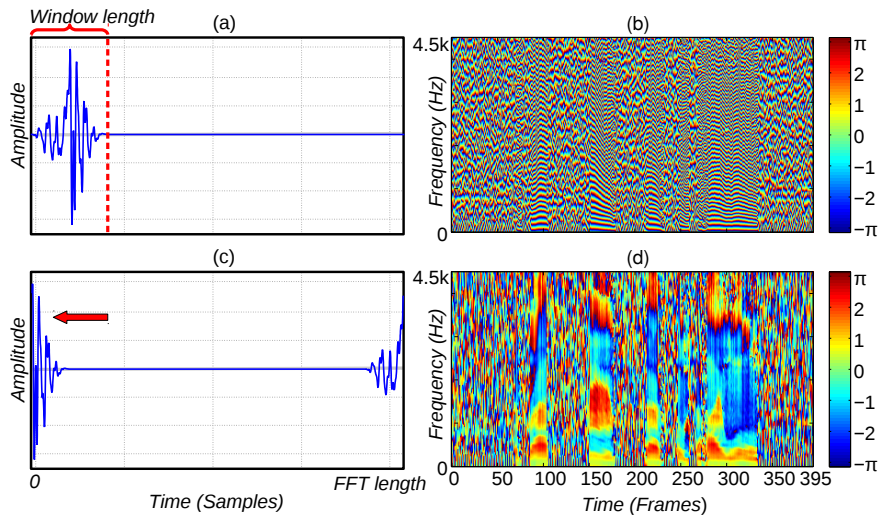 Window length
(a)
Amplitude
(b)
4.5k
Frequency (Hz)
0
π
2
1
0
−1
−2
−π
(c)
Amplitude
0
FFT length
Time (Samples)
(d)
4.5k
Frequency (Hz)
0
0 50 100 150 200 250 300 350 395
Time (Frames)
π
2
1
0
−1
−2
−π